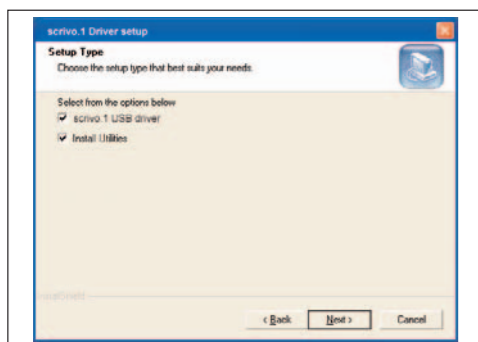 scrivo.1 Driver setup
Setup Type
Choose the setup type that best suits your needs.
Select from the options below
scrivo.1 USB driver
Install Utilities
< Back Next > Cancel